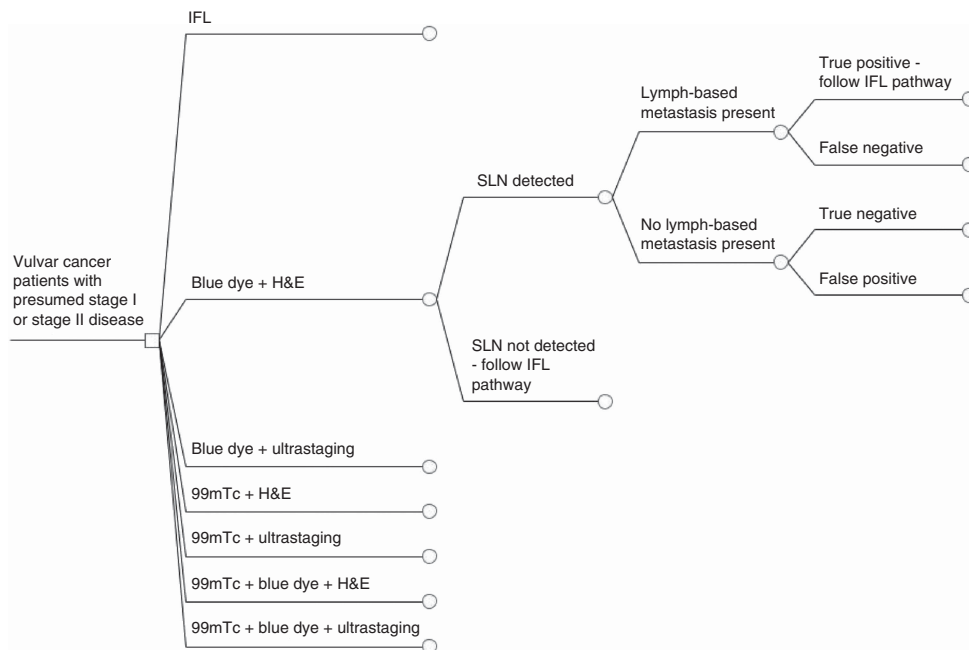 IFL
True positive -
follow IFL pathway
Lymph-based
metastasis present
False negative
SLN detected
True negative
No lymph-based
metastasis present
Vulvar cancer
patients with
presumed stage I
or stage II disease
Blue dye + H&E
False positive
SLN not detected
- follow IFL
pathway
Blue dye + ultrastaging
99mTc + H&E
99mTc + ultrastaging
99mTc + blue dye + H&E
99mTc + blue dye + ultrastaging